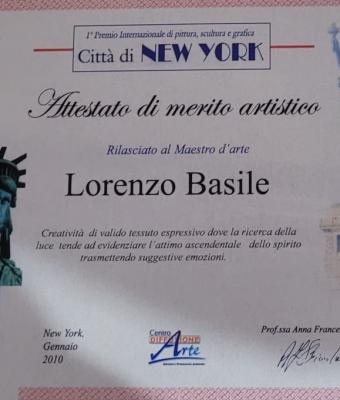 1° Premio Internazionale di pittura, scultura e grafica
Città di NEW YORK
Attestato di merito artistico
Rilasciato al Maestro d'arte
Lorenzo Basile
Creatività di valido tessuto espressivo dove la ricerca della
luce tende ad evidenziare l'attimo ascendentale dello spirito
trasmettendo suggestive emozioni.
New York,
Gennaio
2010
Centro
DIFFUSIONE
Arte
Prof.ssa Anna France